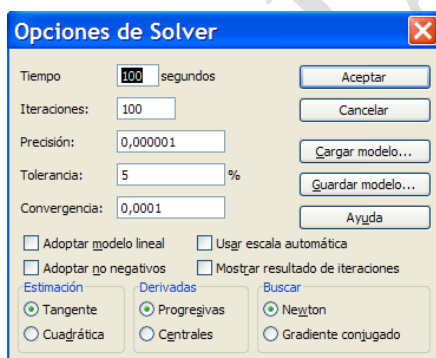 Opciones de Solver
Tiempo 100 segundos Aceptar
Iteraciones: 100 Cancelar
Precisión: 0,000001 Cargar modelo...
Tolerancia: 5 % Guardar modelo...
Convergencia: 0,0001 Ayuda
Adoptar modelo lineal Usar escala automática
Adoptar no negativos Mostrar resultado de iteraciones
Estimación Derivadas Buscar
Tangente Progresivas Newton
Cuadrática Centrales Gradiente conjugado